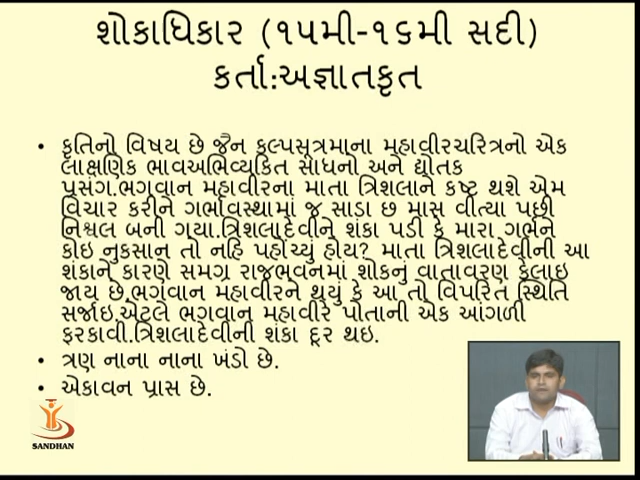 શોકાધિકાર (૧૫મી-૧૬મી સદી)
કર્તા:અજ્ઞાતકૃત
• કૃતિનો વિષય છે જૈન કલ્પસૂત્રમાના મહાવીરચરિત્રનો એક
લાક્ષણિક ભાવઅભિવ્યકિત સાધનો અને દ્યોતક
પ્રસંગ.ભગવાન મહાવીરના માતા ત્રિશલાને કષ્ટ થશે એમ
વિચાર કરીને ગર્ભાવસ્થામાં જ સાડા છ માસ વીત્યા પછી
નિશ્ચલ બની ગયા.ત્રિશલાદેવીને શંકા પડી કે મારા ગર્ભને
કોઇ નુકસાન તો નહિ પહોંચ્યું હોય? માતા ત્રિશલાદેવીની આ
શંકાને કારણે સમગ્ર રાજભવનમાં શોકનું વાતાવરણ ફેલાઇ
જાય છે.ભગવાન મહાવીરને થયું કે આ તો વિપરિત સ્થિતિ
સર્જાઇ.એટલે ભગવાન મહાવીરે પોતાની એક આંગળી
ફરકાવી.ત્રિશલાદેવીની શંકા દૂર થઇ.
• ત્રણ નાના નાના ખંડો છે.
• એકાવન પ્રાસ છે.
SANDHAN